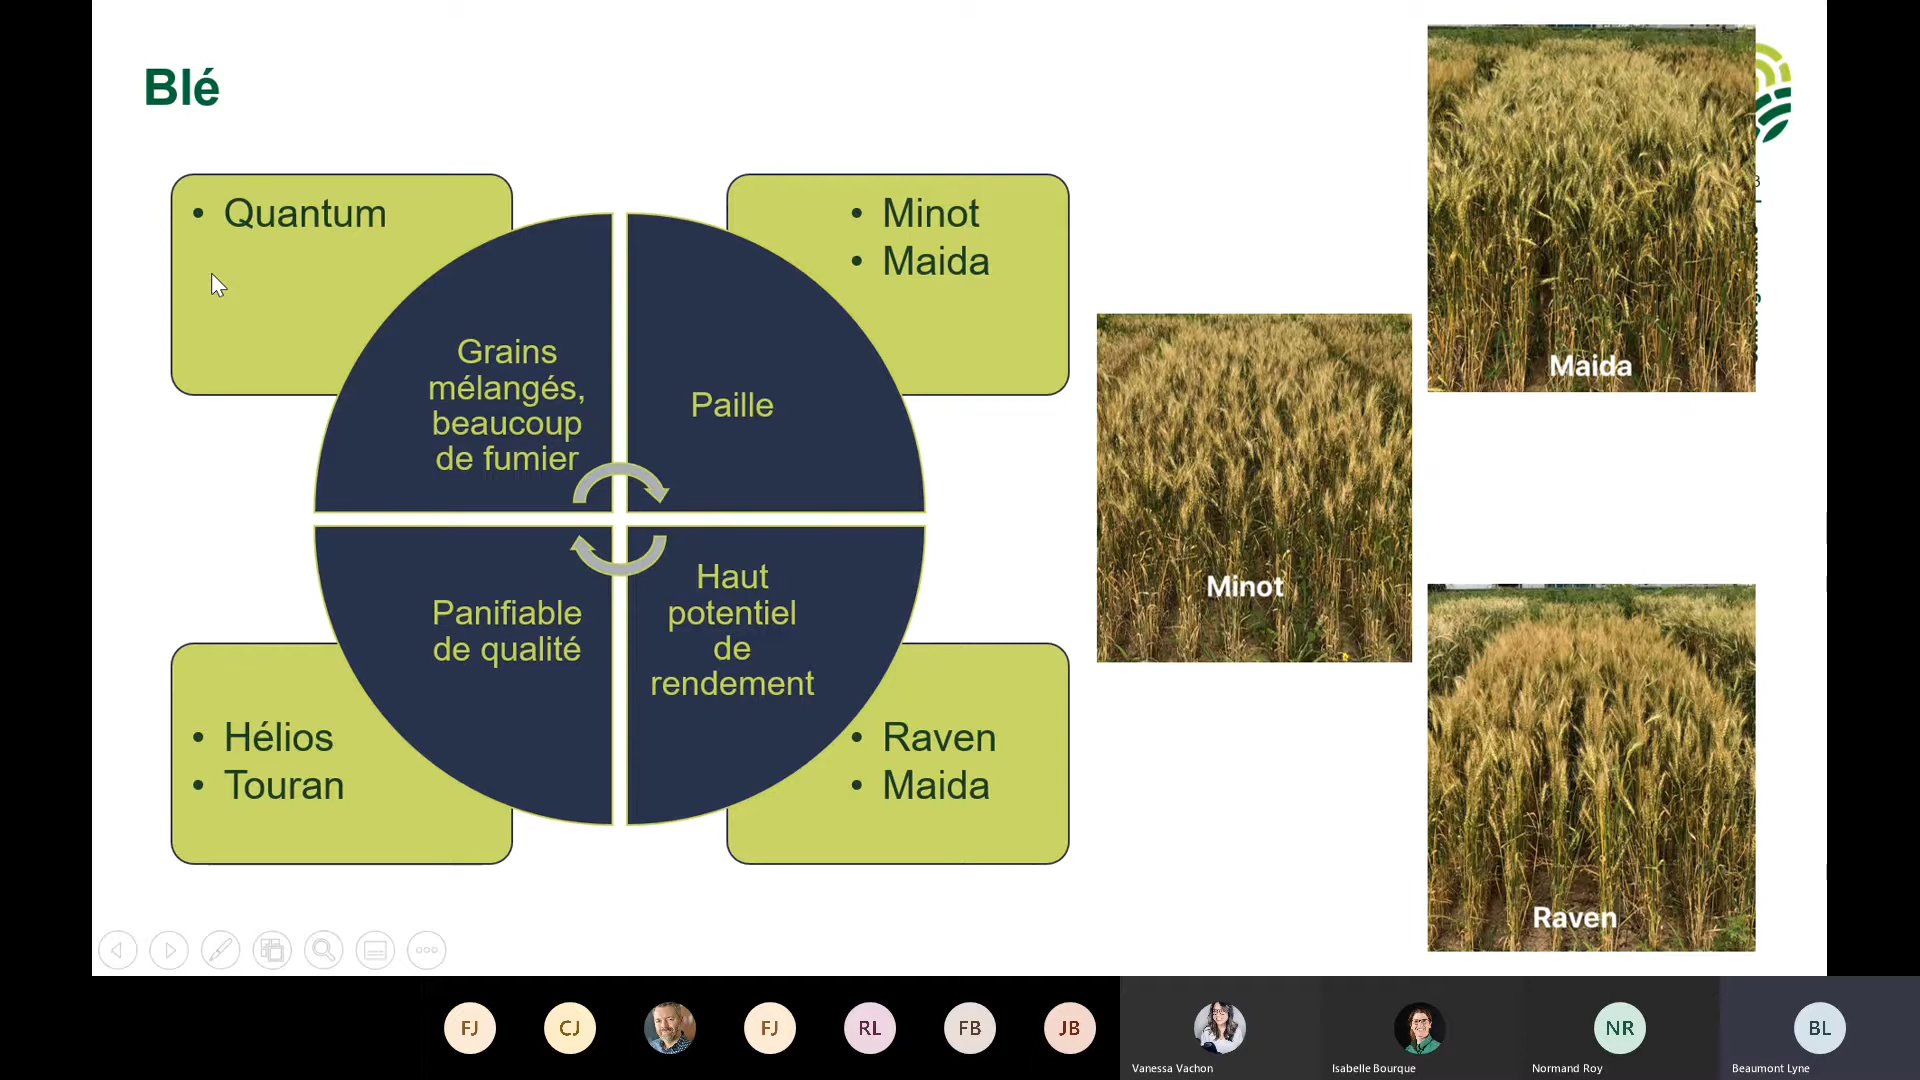 Blé
• Quantum
• Minot
• Maida
Grains
mélangés,
beaucoup
de fumier
Paille
Panifiable
de qualité
Haut
potentiel
de
rendement
• Hélios
• Touran
• Raven
• Maida
Maida
Minot
Raven
FJ
CJ
FJ
RL
FB
JB
NR
BL
Vanessa Vachon
Isabelle Bourque
Normand Roy
Beaumont Lyne